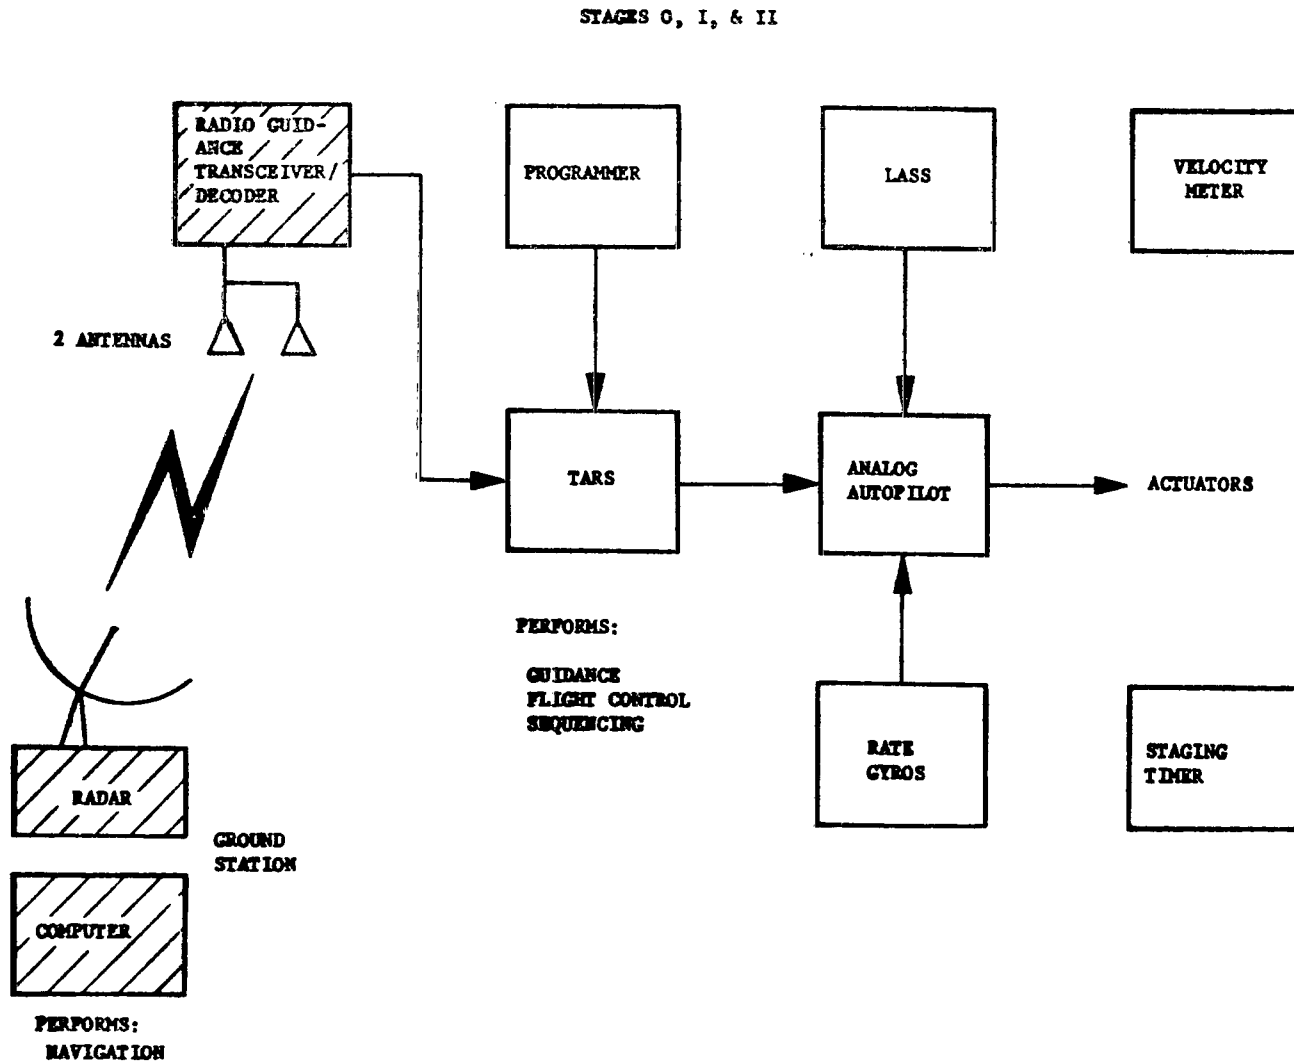 STAGES 0, I, & II
RADIO GUID-
ANCE
TRANSCEIVER/
DECODER
PROGRAMMER
LASS
VELOCITY
METER
2 ANTENNAS
TARS
ANALOG
AUTOPILOT
ACTUATORS
PERFORMS:
GUIDANCE
FLIGHT CONTROL
SEQUENCING
RATE
GYROS
STAGING
TIMER
RADAR
GROUND
STATION
COMPUTER
PERFORMS:
NAVIGATION